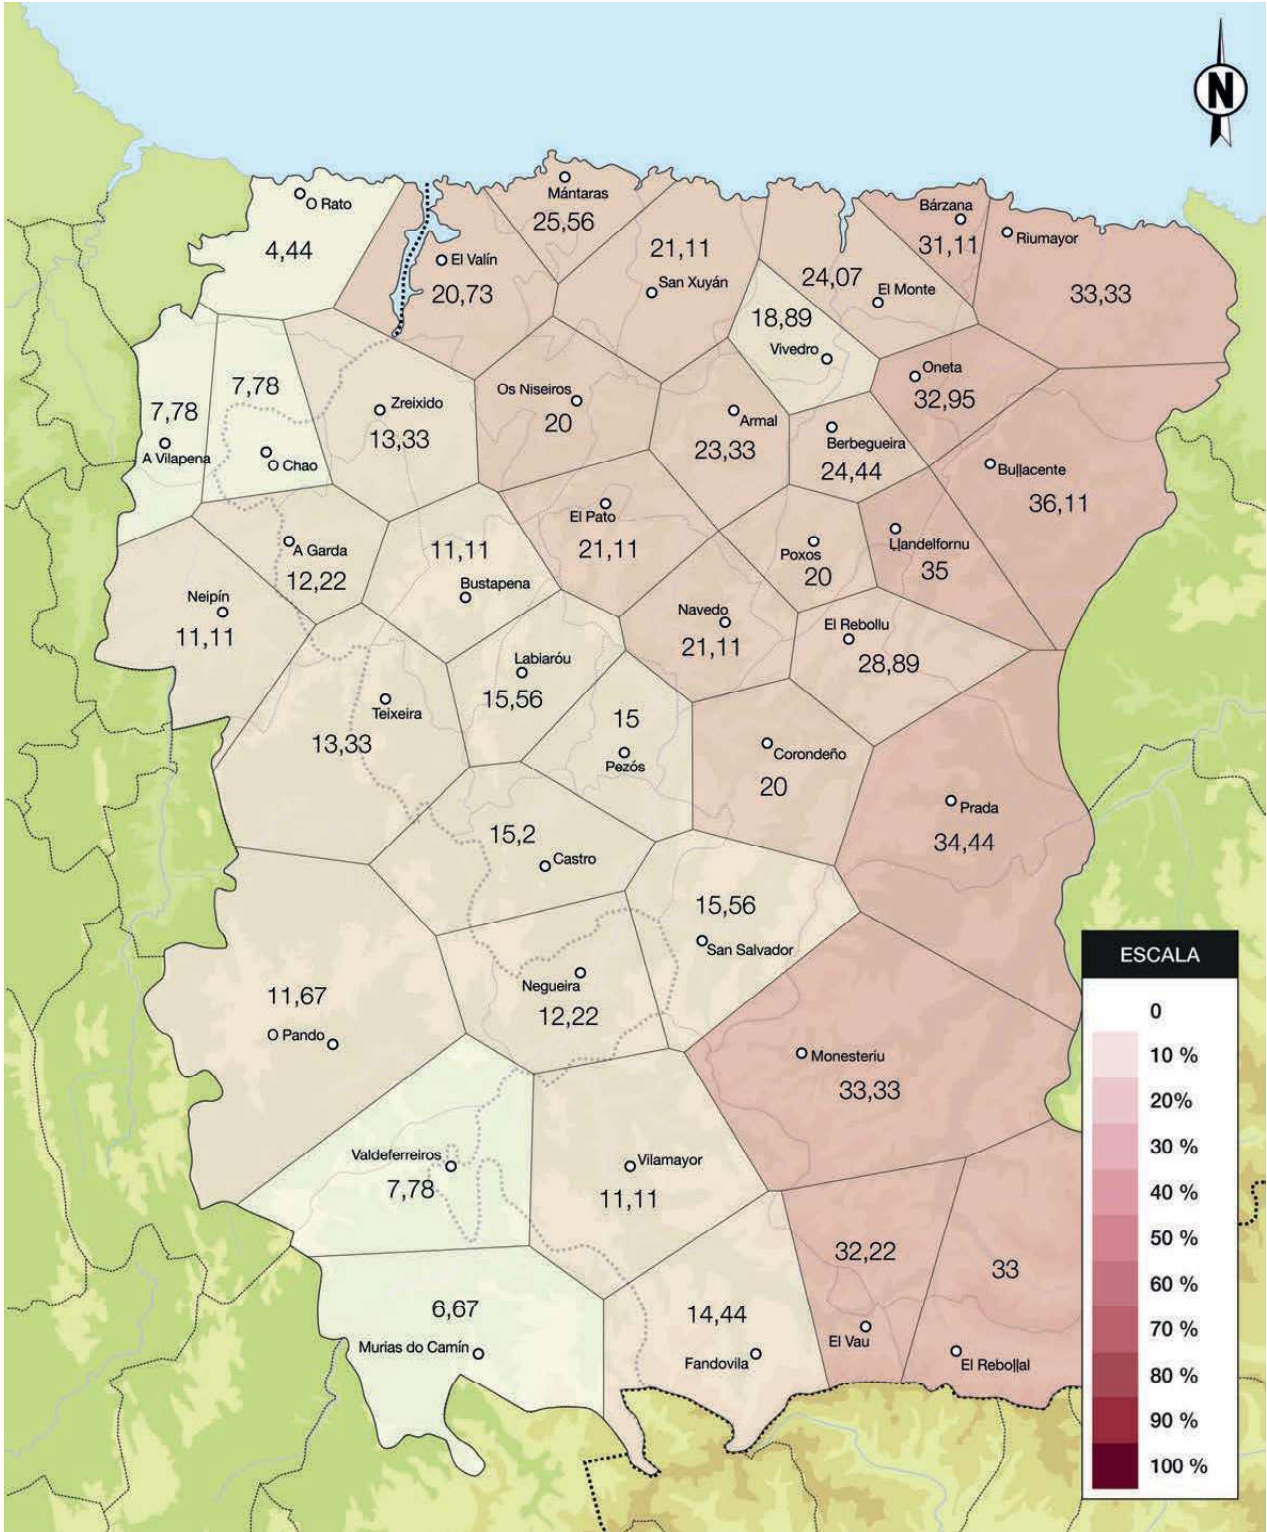 N
Mántaras
25,56
O Rato
4,44
Bárzana
31,11
Riumayor
33,33
El Valín
20,73
21,11
San Xuyán
24,07
El Monte
18,89
Vivedro
Oneta
32,95
7,78
A Vilapena
7,78
O Chao
Zreixido
13,33
Os Niseiros
20
Armal
23,33
Berbegueira
24,44
Buḷḷacente
36,11
A Garda
12,22
11,11
Bustapena
El Pato
21,11
Poxos
20
Ḷḷandelfornu
35
Neipín
11,11
Navedo
21,11
El Rebollu
28,89
Labiaróu
15,56
Teixeira
13,33
15
Pezós
Corondeño
20
Prada
34,44
15,2
Castro
15,56
San Salvador
11,67
O Pando
Negueira
12,22
Monesteriu
33,33
Valdeferreiros
7,78
Vilamayor
11,11
32,22
El Vau
33
El Reboḷḷal
6,67
Murias do Camín
14,44
Fandovila
ESCALA
0
10 %
20%
30 %
40 %
50 %
60 %
70 %
80 %
90 %
100 %